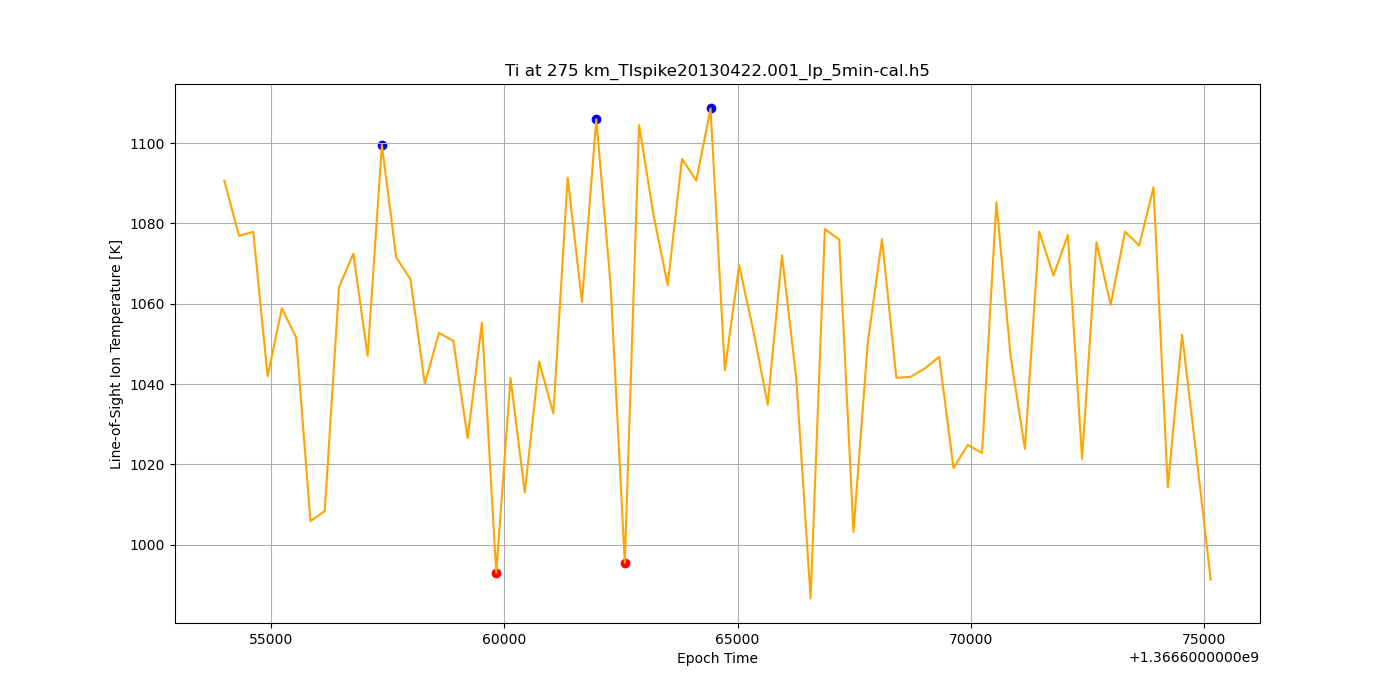 Ti at 275 km_TIspike20130422.001_lp_5min-cal.h5
Line-of-Sight Ion Temperature [K]
1100
1080
1060
1040
1020
1000
55000 60000 65000 70000 75000
Epoch Time
+1.3666000000e9